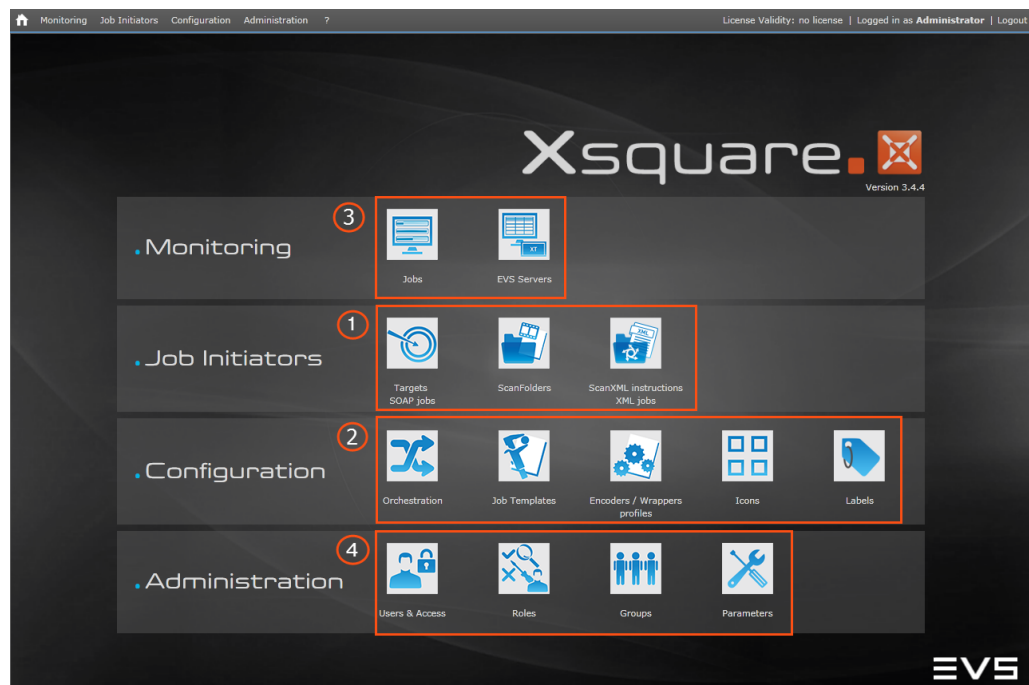 Monitoring Job Initiators Configuration Administration ?
License Validity: no license | Logged in as Administrator | Logout
Xsquare.
Version 3.4.4
3
.Monitoring
XT
Jobs
EVS Servers
1
.Job Initiators
XML
Targets
SOAP jobs
ScanFolders
ScanXML instructions
XML jobs
2
.Configuration
Orchestration
Job Templates
Encoders / Wrappers
profiles
Icons
Labels
4
.Administration
Users & Access
Roles
Groups
Parameters
EVS